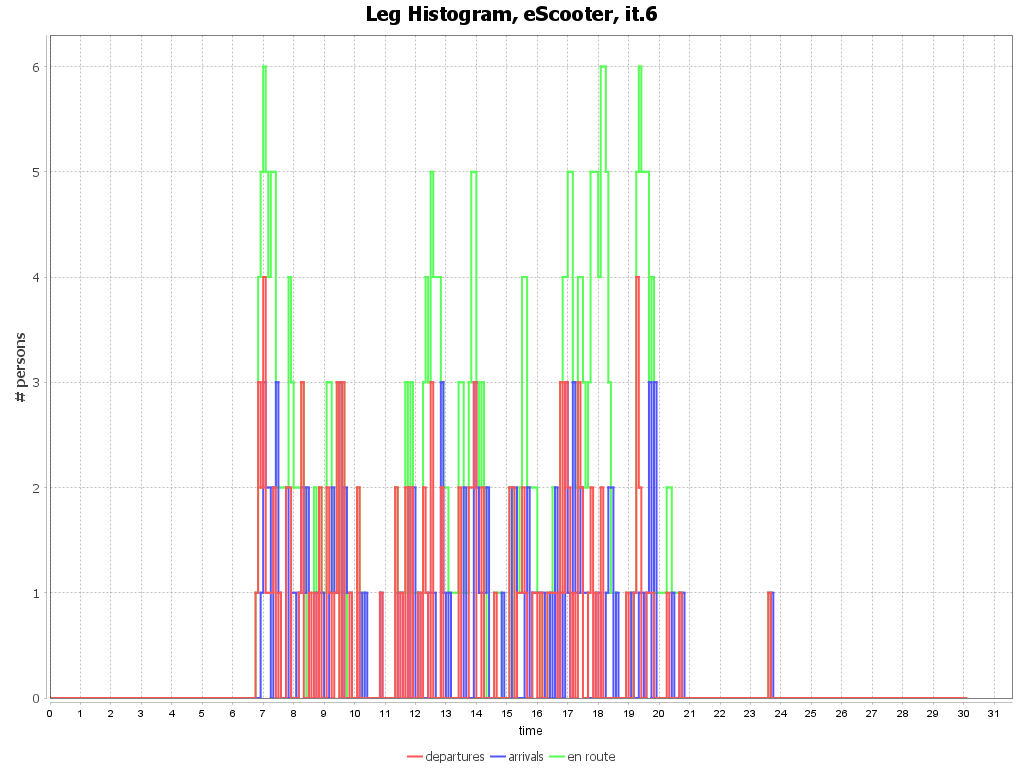 Leg Histogram, eScooter, it.6
# persons
6
5
4
3
2
1
0
0 1 2 3 4 5 6 7 8 9 10 11 12 13 14 15 16 17 18 19 20 21 22 23 24 25 26 27 28 29 30 31
time
departures arrivals en route